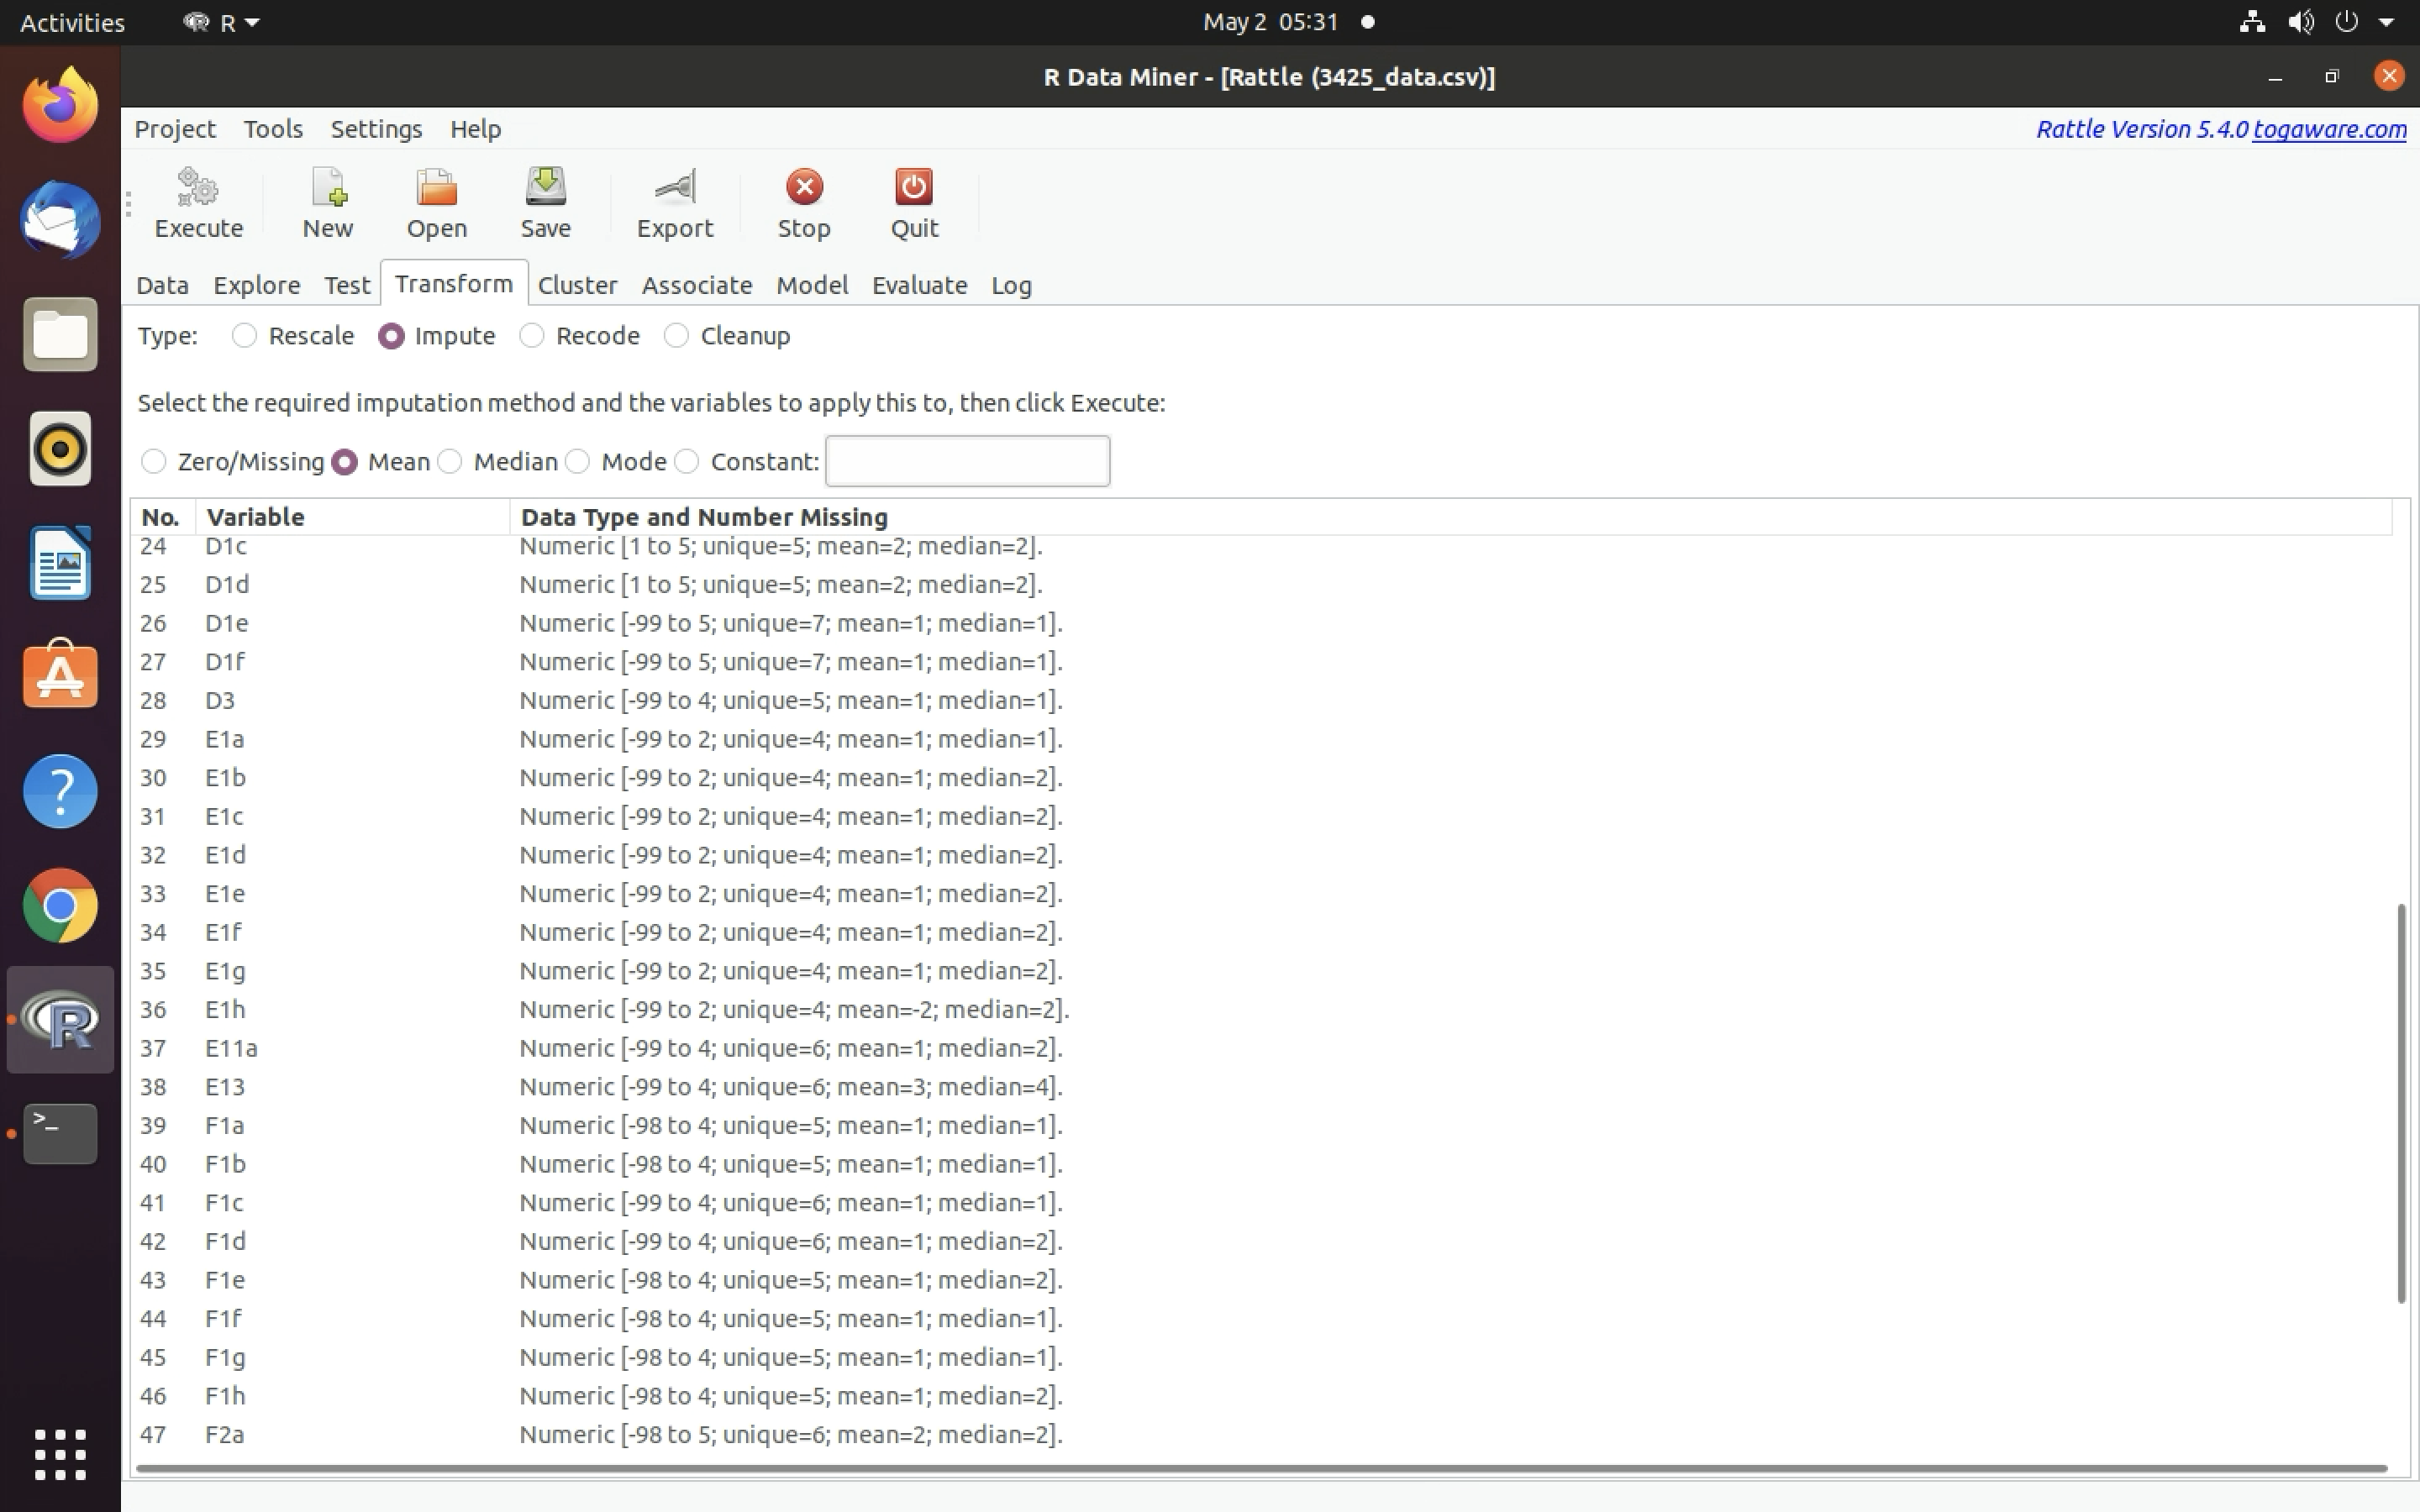 Activities R May 2 05:31
R Data Miner - [Rattle (3425_data.csv)]
Project Tools Settings Help Rattle Version 5.4.0 togaware.com
Execute New Open Save Export Stop Quit
Data Explore Test Transform Cluster Associate Model Evaluate Log
Type: Rescale Impute Recode Cleanup
Select the required imputation method and the variables to apply this to, then click Execute:
Zero/Missing Mean Median Mode Constant:
No. Variable Data Type and Number Missing
24 D1c Numeric [1 to 5; unique=5; mean=2; median=2].
25 D1d Numeric [1 to 5; unique=5; mean=2; median=2].
26 D1e Numeric [-99 to 5; unique=7; mean=1; median=1].
27 D1f Numeric [-99 to 5; unique=7; mean=1; median=1].
28 D3 Numeric [-99 to 4; unique=5; mean=1; median=1].
29 E1a Numeric [-99 to 2; unique=4; mean=1; median=1].
30 E1b Numeric [-99 to 2; unique=4; mean=1; median=2].
31 E1c Numeric [-99 to 2; unique=4; mean=1; median=2].
32 E1d Numeric [-99 to 2; unique=4; mean=1; median=2].
33 E1e Numeric [-99 to 2; unique=4; mean=1; median=2].
34 E1f Numeric [-99 to 2; unique=4; mean=1; median=2].
35 E1g Numeric [-99 to 2; unique=4; mean=1; median=2].
36 E1h Numeric [-99 to 2; unique=4; mean=-2; median=2].
37 E11a Numeric [-99 to 4; unique=6; mean=1; median=2].
38 E13 Numeric [-99 to 4; unique=6; mean=3; median=4].
39 F1a Numeric [-98 to 4; unique=5; mean=1; median=1].
40 F1b Numeric [-98 to 4; unique=5; mean=1; median=1].
41 F1c Numeric [-99 to 4; unique=6; mean=1; median=1].
42 F1d Numeric [-99 to 4; unique=6; mean=1; median=2].
43 F1e Numeric [-98 to 4; unique=5; mean=1; median=2].
44 F1f Numeric [-98 to 4; unique=5; mean=1; median=1].
45 F1g Numeric [-98 to 4; unique=5; mean=1; median=1].
46 F1h Numeric [-98 to 4; unique=5; mean=1; median=2].
47 F2a Numeric [-98 to 5; unique=6; mean=2; median=2].